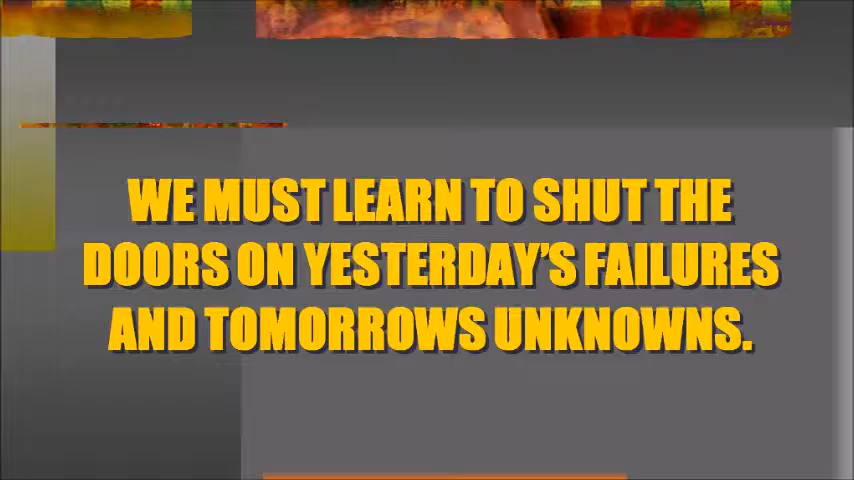 WE MUST LEARN TO SHUT THE
DOORS ON YESTERDAY’S FAILURES
AND TOMORROWS UNKNOWNS.